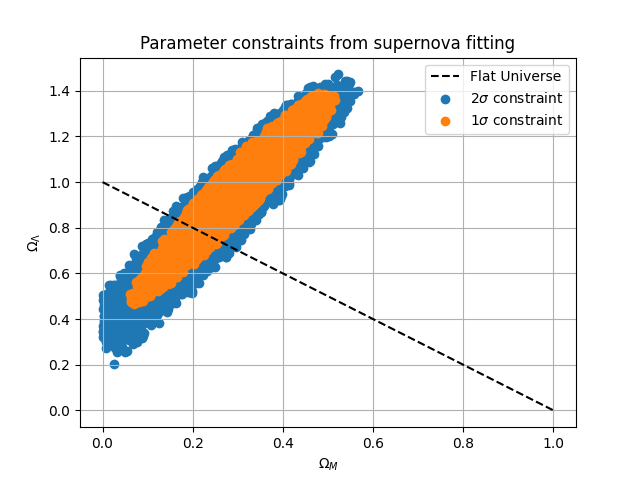 Parameter constraints from supernova fitting
Flat Universe
2σ constraint
1σ constraint
1.4
1.2
1.0
0.8
0.6
0.4
0.2
0.0
Ω_Λ
0.0 0.2 0.4 0.6 0.8 1.0
Ω_M